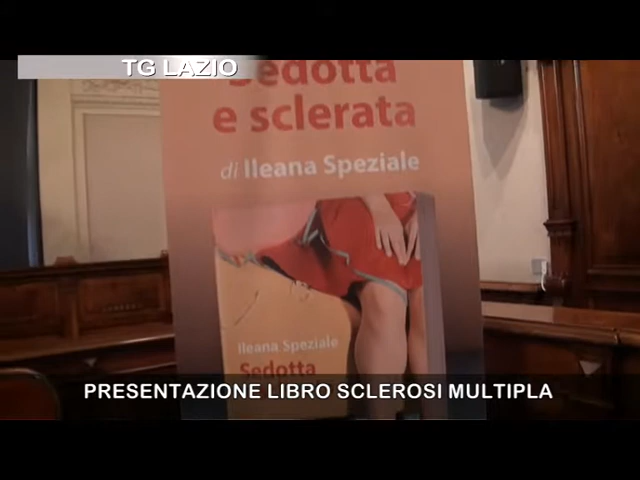 TG LAZIO
Sedotta
e sclerata
di Ileana Speziale
Ileana Speziale
Sedotta
PRESENTAZIONE LIBRO SCLEROSI MULTIPLA